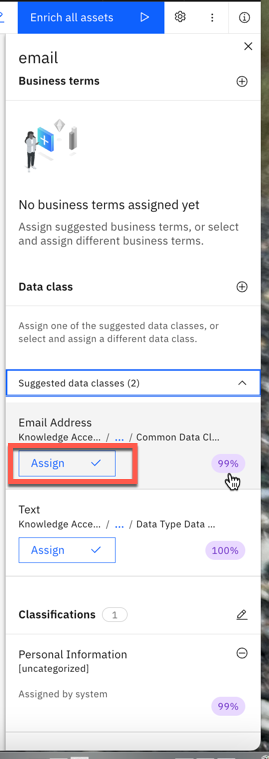 Enrich all assets
email
Business terms
No business terms assigned yet
Assign suggested business terms, or select
and assign different business terms.
Data class
Assign one of the suggested data classes, or
select and assign a different data class.
Suggested data classes (2)
Email Address
Knowledge Acce... / ... / Common Data Cl...
Assign
99%
Text
Knowledge Acce... / ... / Data Type Data ...
Assign
100%
Classifications 1
Personal Information
[uncategorized]
Assigned by system
99%